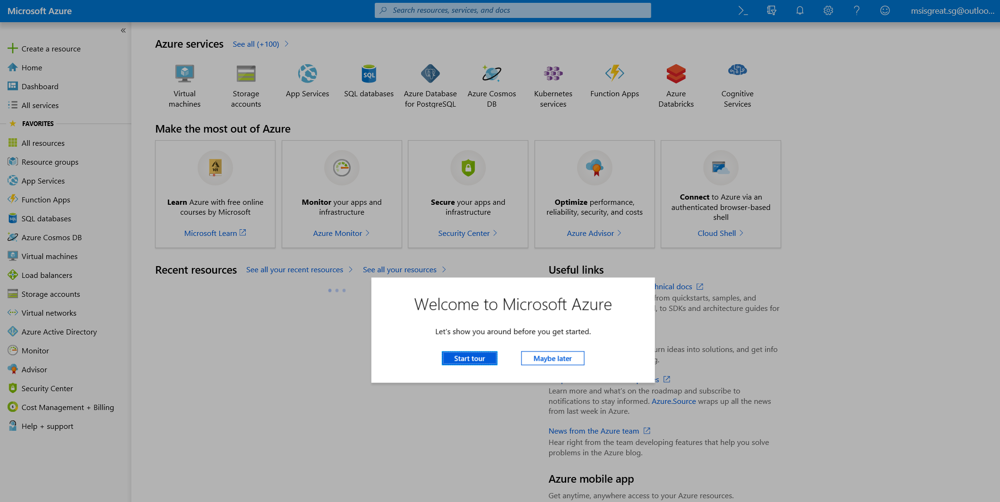 Microsoft Azure
Search resources, services, and docs
msisgreat.sg@outloo...
Create a resource
Home
Dashboard
All services
FAVORITES
All resources
Resource groups
App Services
Function Apps
SQL databases
Azure Cosmos DB
Virtual machines
Load balancers
Storage accounts
Virtual networks
Azure Active Directory
Monitor
Advisor
Security Center
Cost Management + Billing
Help + support
Azure services See all (+100)
Virtual
machines
Storage
accounts
App Services
SQL
SQL databases
Azure Database
for PostgreSQL
Azure Cosmos
DB
Kubernetes
services
Function Apps
Azure
Databricks
Cognitive
Services
Make the most out of Azure
101
Learn Azure with free online
courses by Microsoft
Microsoft Learn
Monitor your apps and
infrastructure
Azure Monitor
Secure your apps and
infrastructure
Security Center
Optimize performance,
reliability, security, and costs
Azure Advisor
Connect to Azure via an
authenticated browser-based
shell
Cloud Shell
Recent resources See all your recent resources See all your resources
Welcome to Microsoft Azure
Let's show you around before you get started.
Start tour Maybe later
Useful links
hnical docs
from quickstarts, samples, and
, to SDKs and architecture guides for
urn ideas into solutions, and get info
g.
es
Learn more and what's on the roadmap and subscribe to
notifications to stay informed. Azure.Source wraps up all the news
from last week in Azure.
News from the Azure team
Hear right from the team developing features that help you solve
problems in the Azure blog.
Azure mobile app
Get anytime, anywhere access to your Azure resources.